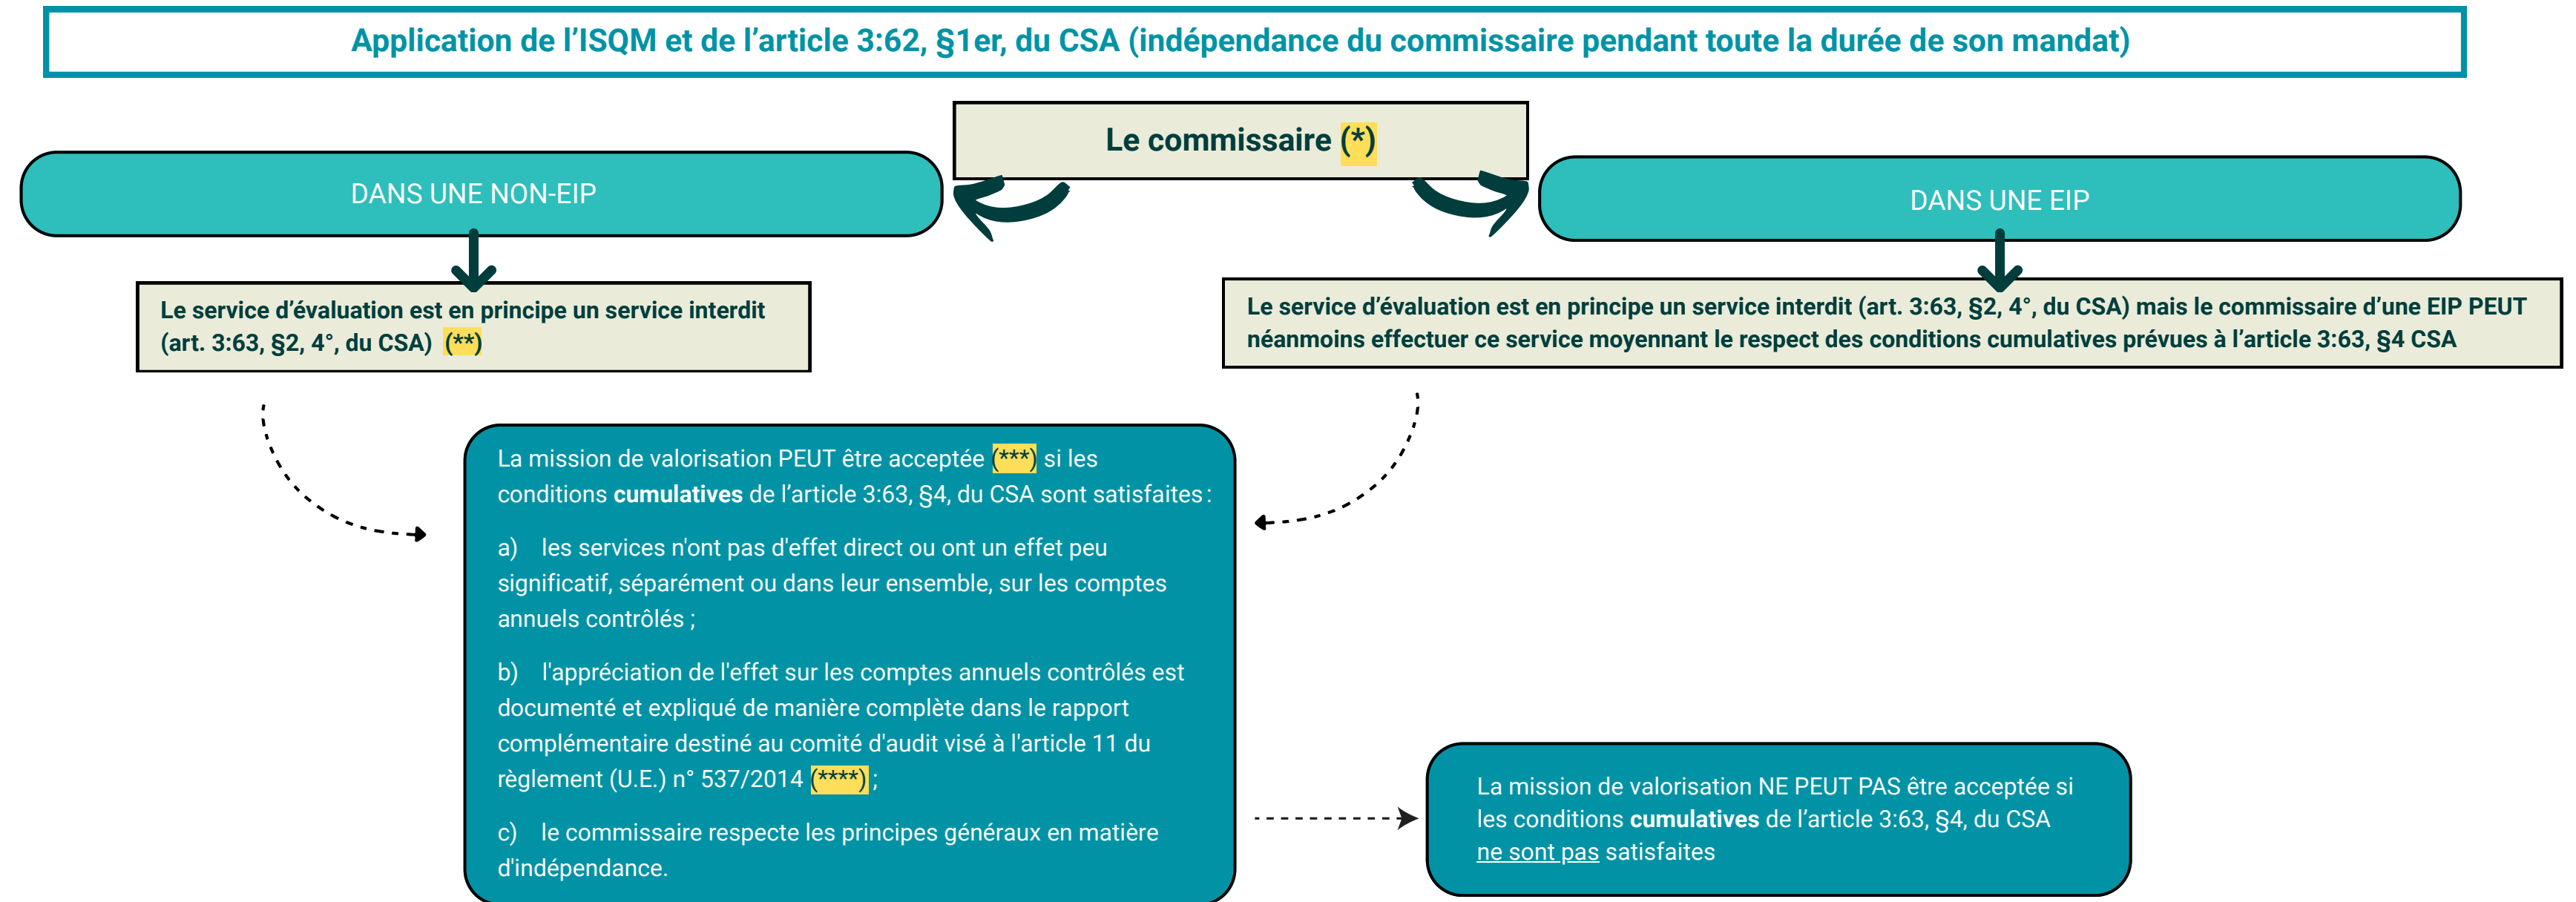 Application de l’ISQM et de l’article 3:62, §1er, du CSA (indépendance du commissaire pendant toute la durée de son mandat)
Le commissaire (*)
DANS UNE NON-EIP
DANS UNE EIP
Le service d’évaluation est en principe un service interdit
(art. 3:63, §2, 4°, du CSA) (**)
Le service d’évaluation est en principe un service interdit (art. 3:63, §2, 4°, du CSA) mais le commissaire d’une EIP PEUT
néanmoins effectuer ce service moyennant le respect des conditions cumulatives prévues à l’article 3:63, §4 CSA
La mission de valorisation PEUT être acceptée (***) si les
conditions cumulatives de l’article 3:63, §4, du CSA sont satisfaites :
a) les services n'ont pas d'effet direct ou ont un effet peu
significatif, séparément ou dans leur ensemble, sur les comptes
annuels contrôlés ;
b) l'appréciation de l'effet sur les comptes annuels contrôlés est
documenté et expliqué de manière complète dans le rapport
complémentaire destiné au comité d'audit visé à l'article 11 du
règlement (U.E.) n° 537/2014 (****) ;
c) le commissaire respecte les principes généraux en matière
d'indépendance.
La mission de valorisation NE PEUT PAS être acceptée si
les conditions cumulatives de l’article 3:63, §4, du CSA
ne sont pas satisfaites